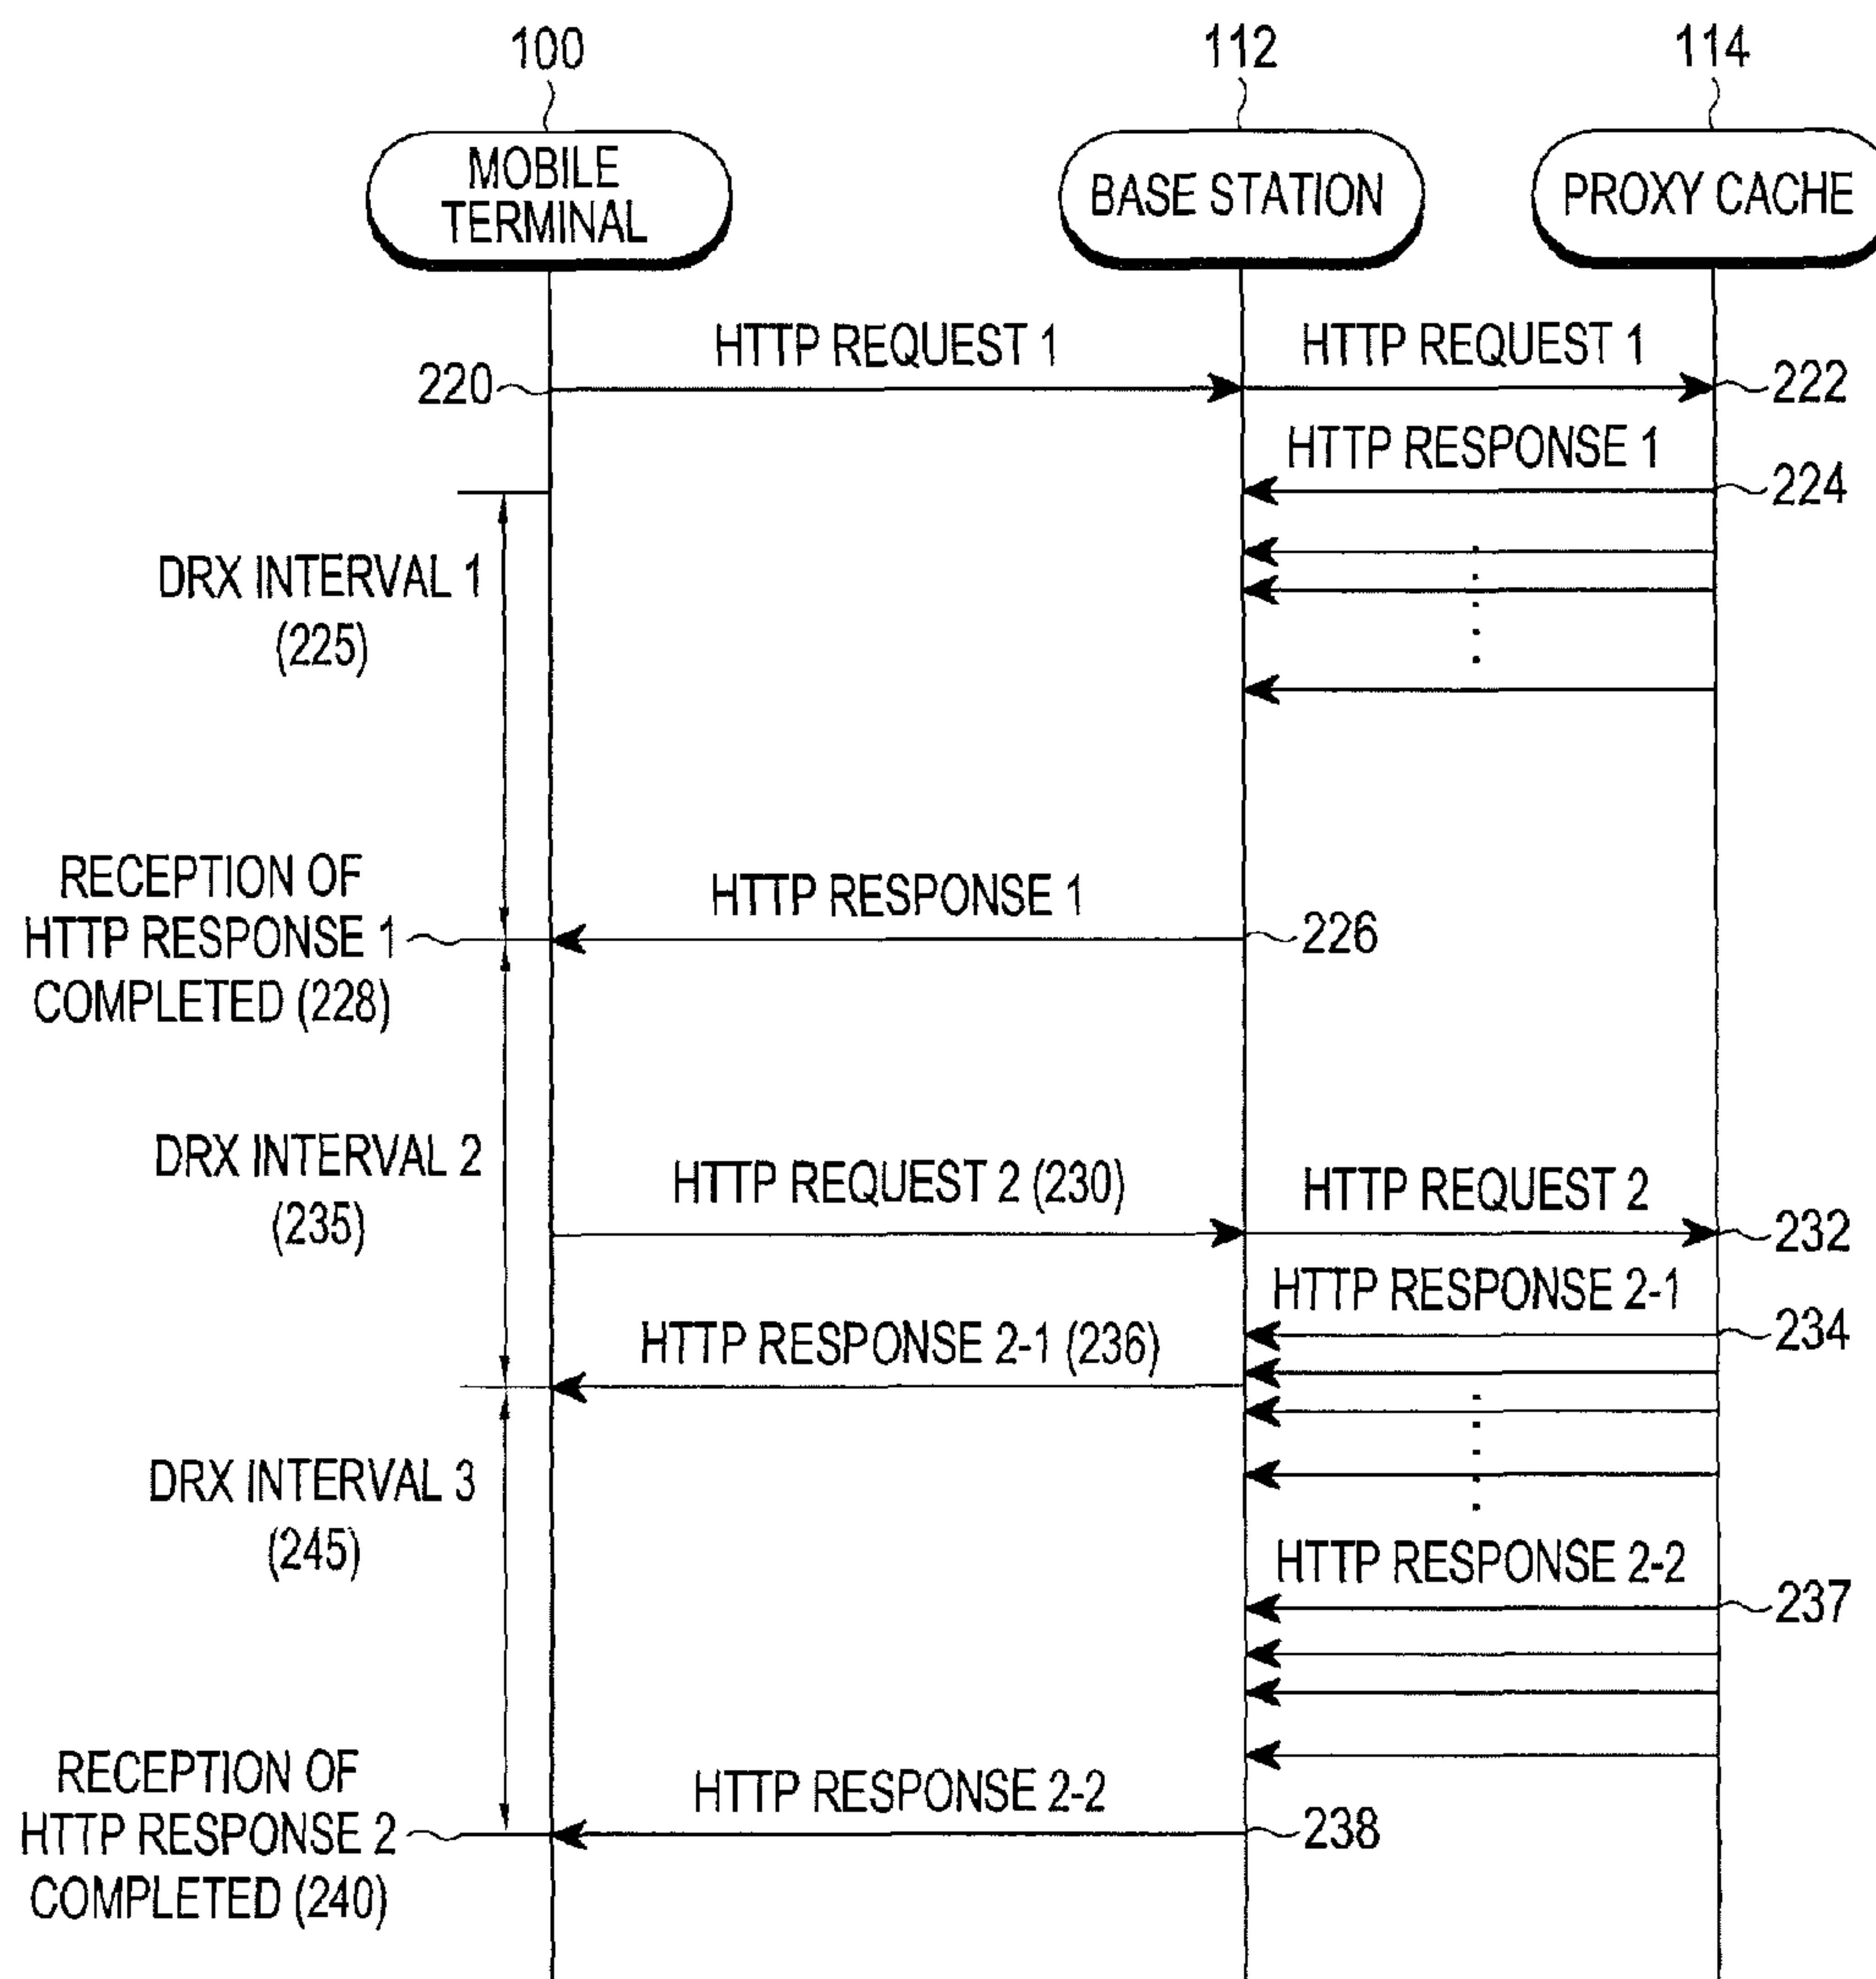 100
112
114
MOBILE
TERMINAL
BASE STATION
PROXY CACHE
HTTP REQUEST 1
HTTP REQUEST 1
220
222
HTTP RESPONSE 1
224
DRX INTERVAL 1
(225)
RECEPTION OF
HTTP RESPONSE 1
COMPLETED (228)
HTTP RESPONSE 1
226
DRX INTERVAL 2
(235)
HTTP REQUEST 2 (230)
HTTP REQUEST 2
232
HTTP RESPONSE 2-1
234
HTTP RESPONSE 2-1 (236)
DRX INTERVAL 3
(245)
HTTP RESPONSE 2-2
237
RECEPTION OF
HTTP RESPONSE 2
COMPLETED (240)
HTTP RESPONSE 2-2
238